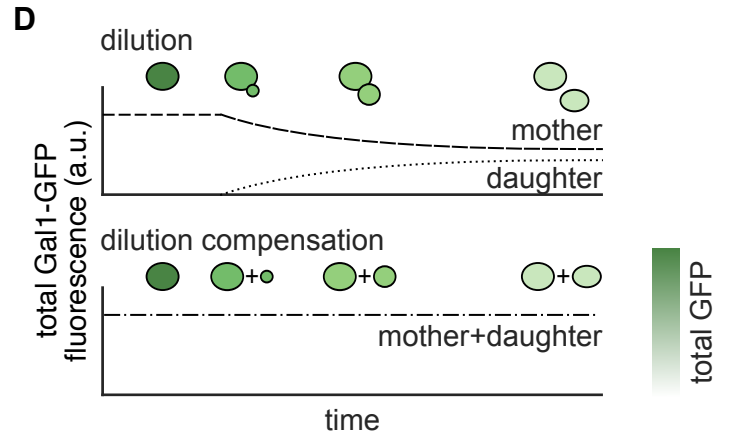 D
dilution
mother
daughter
dilution compensation
+
+
+
mother+daughter
total Gal1-GFP
fluorescence (a.u.)
time
total GFP